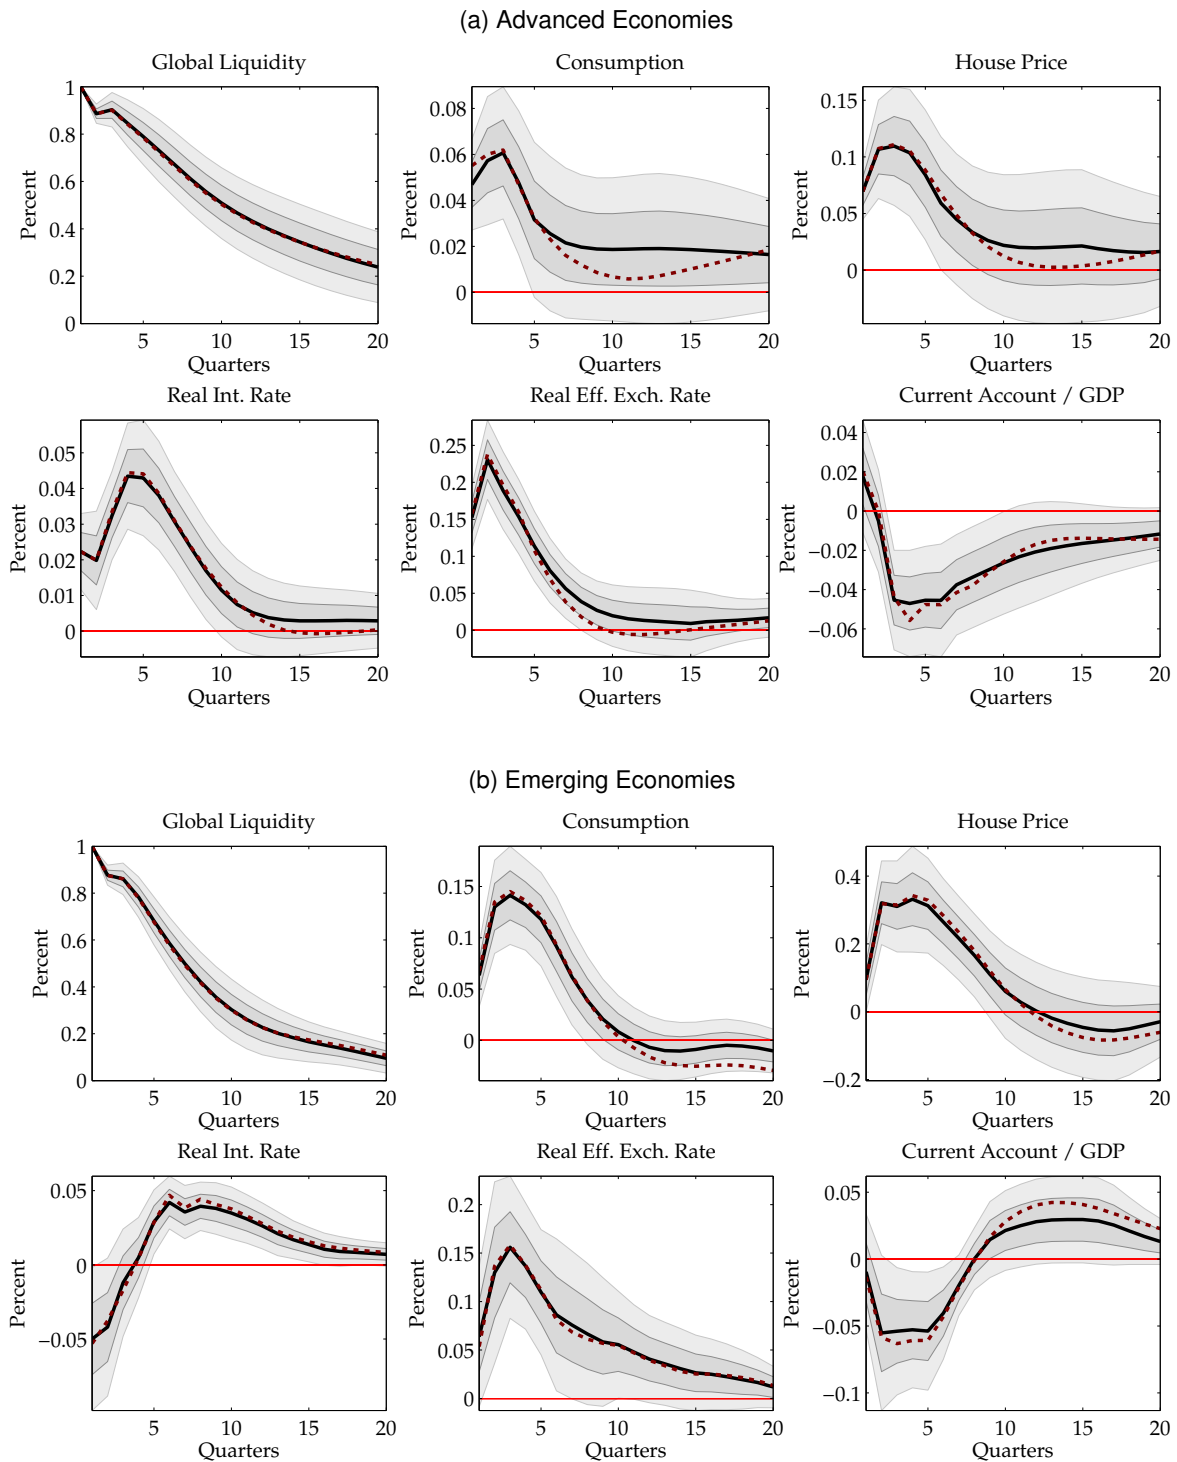 (a) Advanced Economies
Global Liquidity
Percent
1
0.8
0.6
0.4
0.2
0
5 10 15 20
Quarters
Consumption
Percent
0.08
0.06
0.04
0.02
0
5 10 15 20
Quarters
House Price
Percent
0.15
0.1
0.05
0
5 10 15 20
Quarters
Real Int. Rate
Percent
0.05
0.04
0.03
0.02
0.01
0
5 10 15 20
Quarters
Real Eff. Exch. Rate
Percent
0.25
0.2
0.15
0.1
0.05
0
5 10 15 20
Quarters
Current Account / GDP
Percent
0.04
0.02
0
−0.02
−0.04
−0.06
5 10 15 20
Quarters
(b) Emerging Economies
Global Liquidity
Percent
1
0.8
0.6
0.4
0.2
0
5 10 15 20
Quarters
Consumption
Percent
0.15
0.1
0.05
0
5 10 15 20
Quarters
House Price
Percent
0.4
0.2
0
−0.2
5 10 15 20
Quarters
Real Int. Rate
Percent
0.05
0
−0.05
5 10 15 20
Quarters
Real Eff. Exch. Rate
Percent
0.2
0.15
0.1
0.05
0
5 10 15 20
Quarters
Current Account / GDP
Percent
0.05
0
−0.05
−0.1
5 10 15 20
Quarters